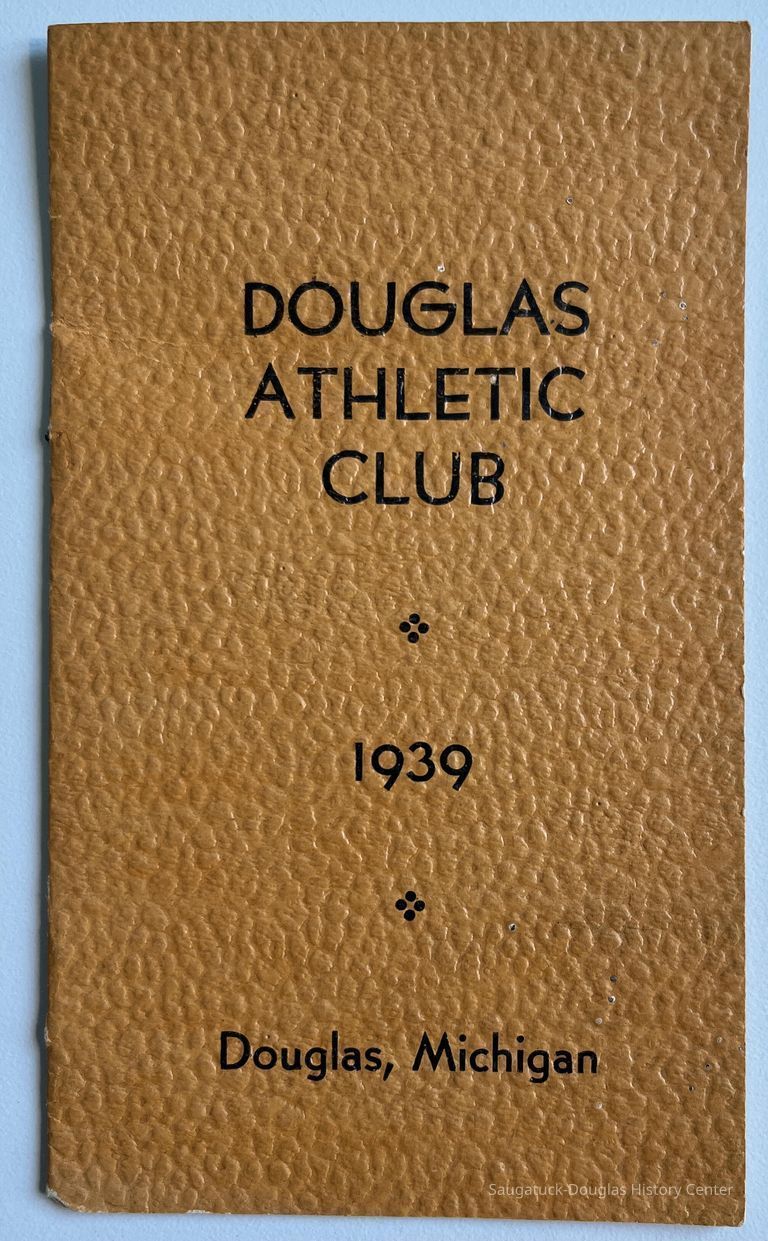 DOUGLAS
ATHLETIC
CLUB
1939
Douglas, Michigan
Saugatuck-Douglas History Center